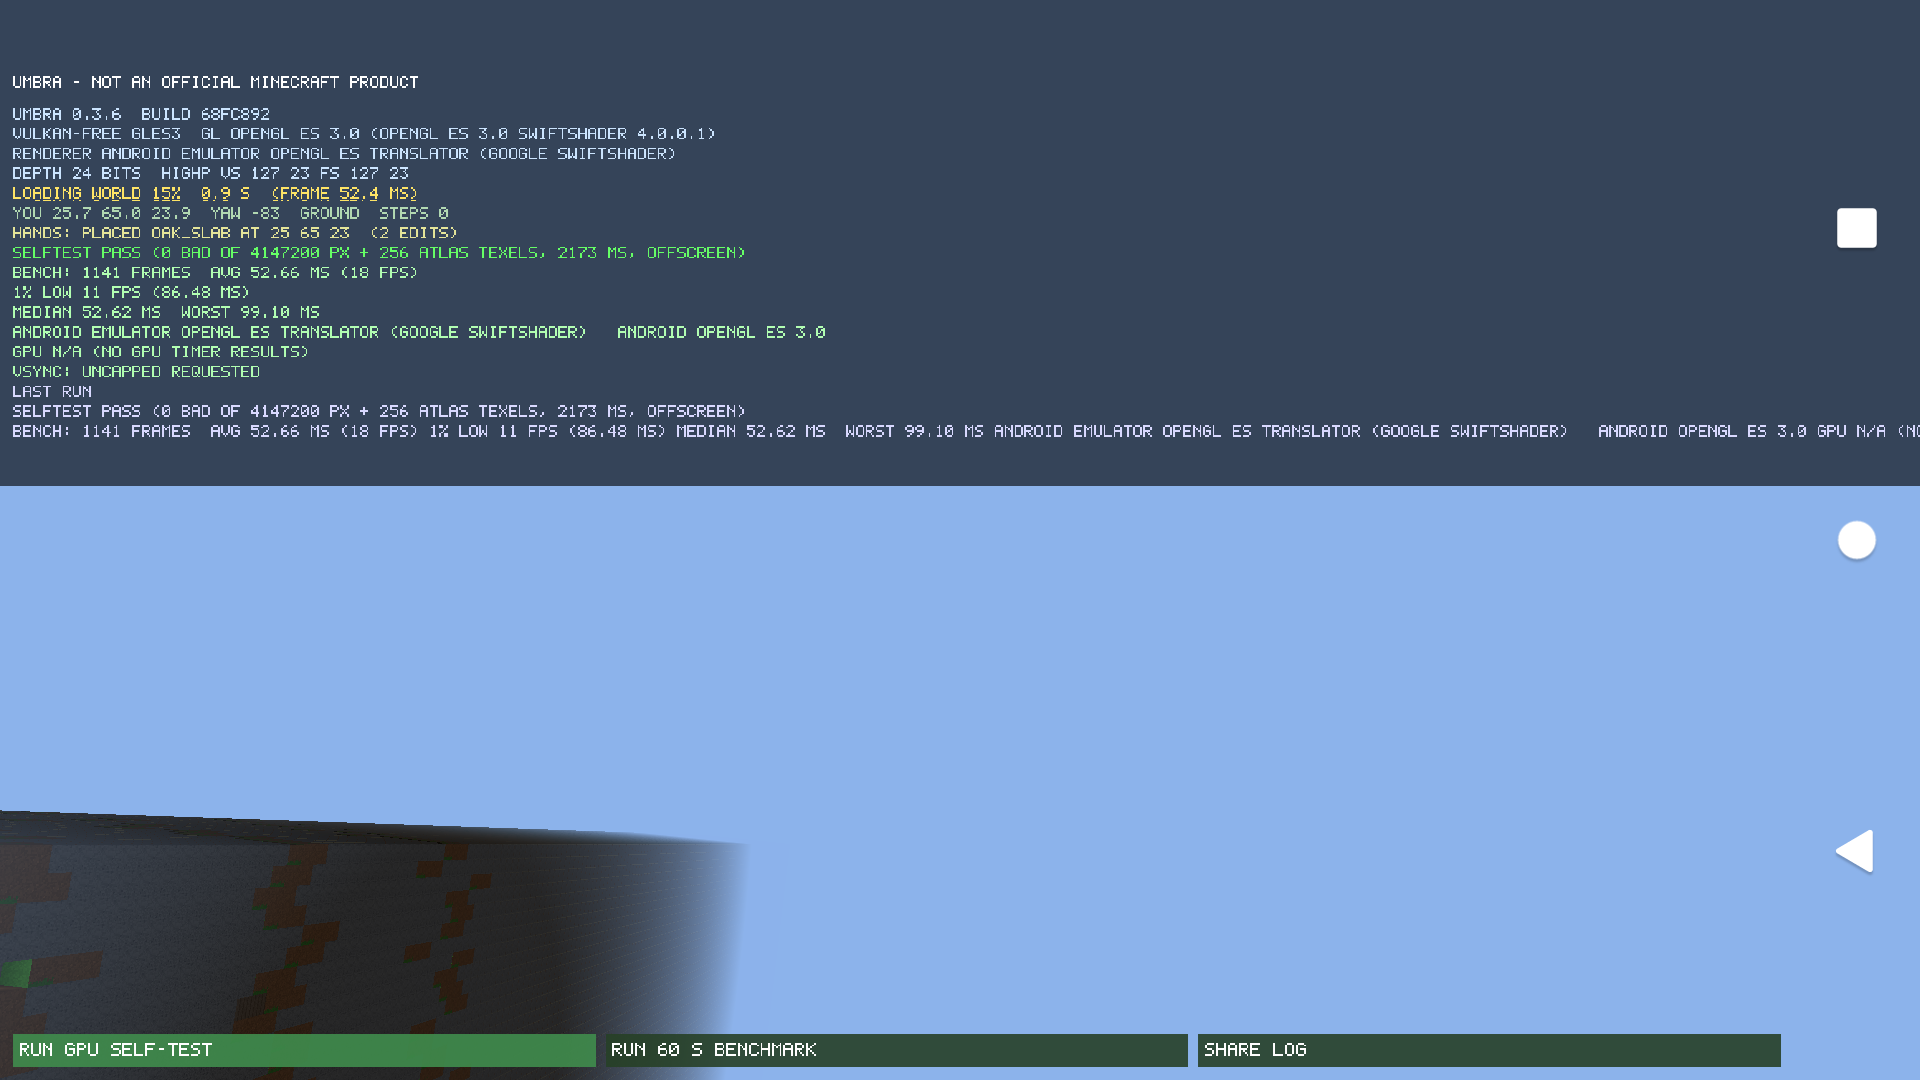 UMBRA - NOT AN OFFICIAL MINECRAFT PRODUCT
UMBRA 0.3.6 BUILD 68FC892
VULKAN-FREE GLES3 GL OPENGL ES 3.0 (OPENGL ES 3.0 SWIFTSHADER 4.0.0.1)
RENDERER ANDROID EMULATOR OPENGL ES TRANSLATOR (GOOGLE SWIFTSHADER)
DEPTH 24 BITS HIGHP VS 127 23 FS 127 23
LOADING WORLD 15% 0,9 S (FRAME 52,4 MS)
YOU 25.7 65.0 23.9 YAW -83 GROUND STEPS 0
HANDS: PLACED OAK_SLAB AT 25 65 23 (2 EDITS)
SELFTEST PASS (0 BAD OF 4147200 PX + 256 ATLAS TEXELS, 2173 MS, OFFSCREEN)
BENCH: 1141 FRAMES AVG 52.66 MS (18 FPS)
1% LOW 11 FPS (86.48 MS)
MEDIAN 52.62 MS WORST 99.10 MS
ANDROID EMULATOR OPENGL ES TRANSLATOR (GOOGLE SWIFTSHADER) ANDROID OPENGL ES 3.0
GPU N/A (NO GPU TIMER RESULTS)
VSYNC: UNCAPPED REQUESTED
LAST RUN
SELFTEST PASS (0 BAD OF 4147200 PX + 256 ATLAS TEXELS, 2173 MS, OFFSCREEN)
BENCH: 1141 FRAMES AVG 52.66 MS (18 FPS) 1% LOW 11 FPS (86.48 MS) MEDIAN 52.62 MS WORST 99.10 MS ANDROID EMULATOR OPENGL ES TRANSLATOR (GOOGLE SWIFTSHADER) ANDROID OPENGL ES 3.0 GPU N/A (NO
RUN GPU SELF-TEST
RUN 60 S BENCHMARK
SHARE LOG